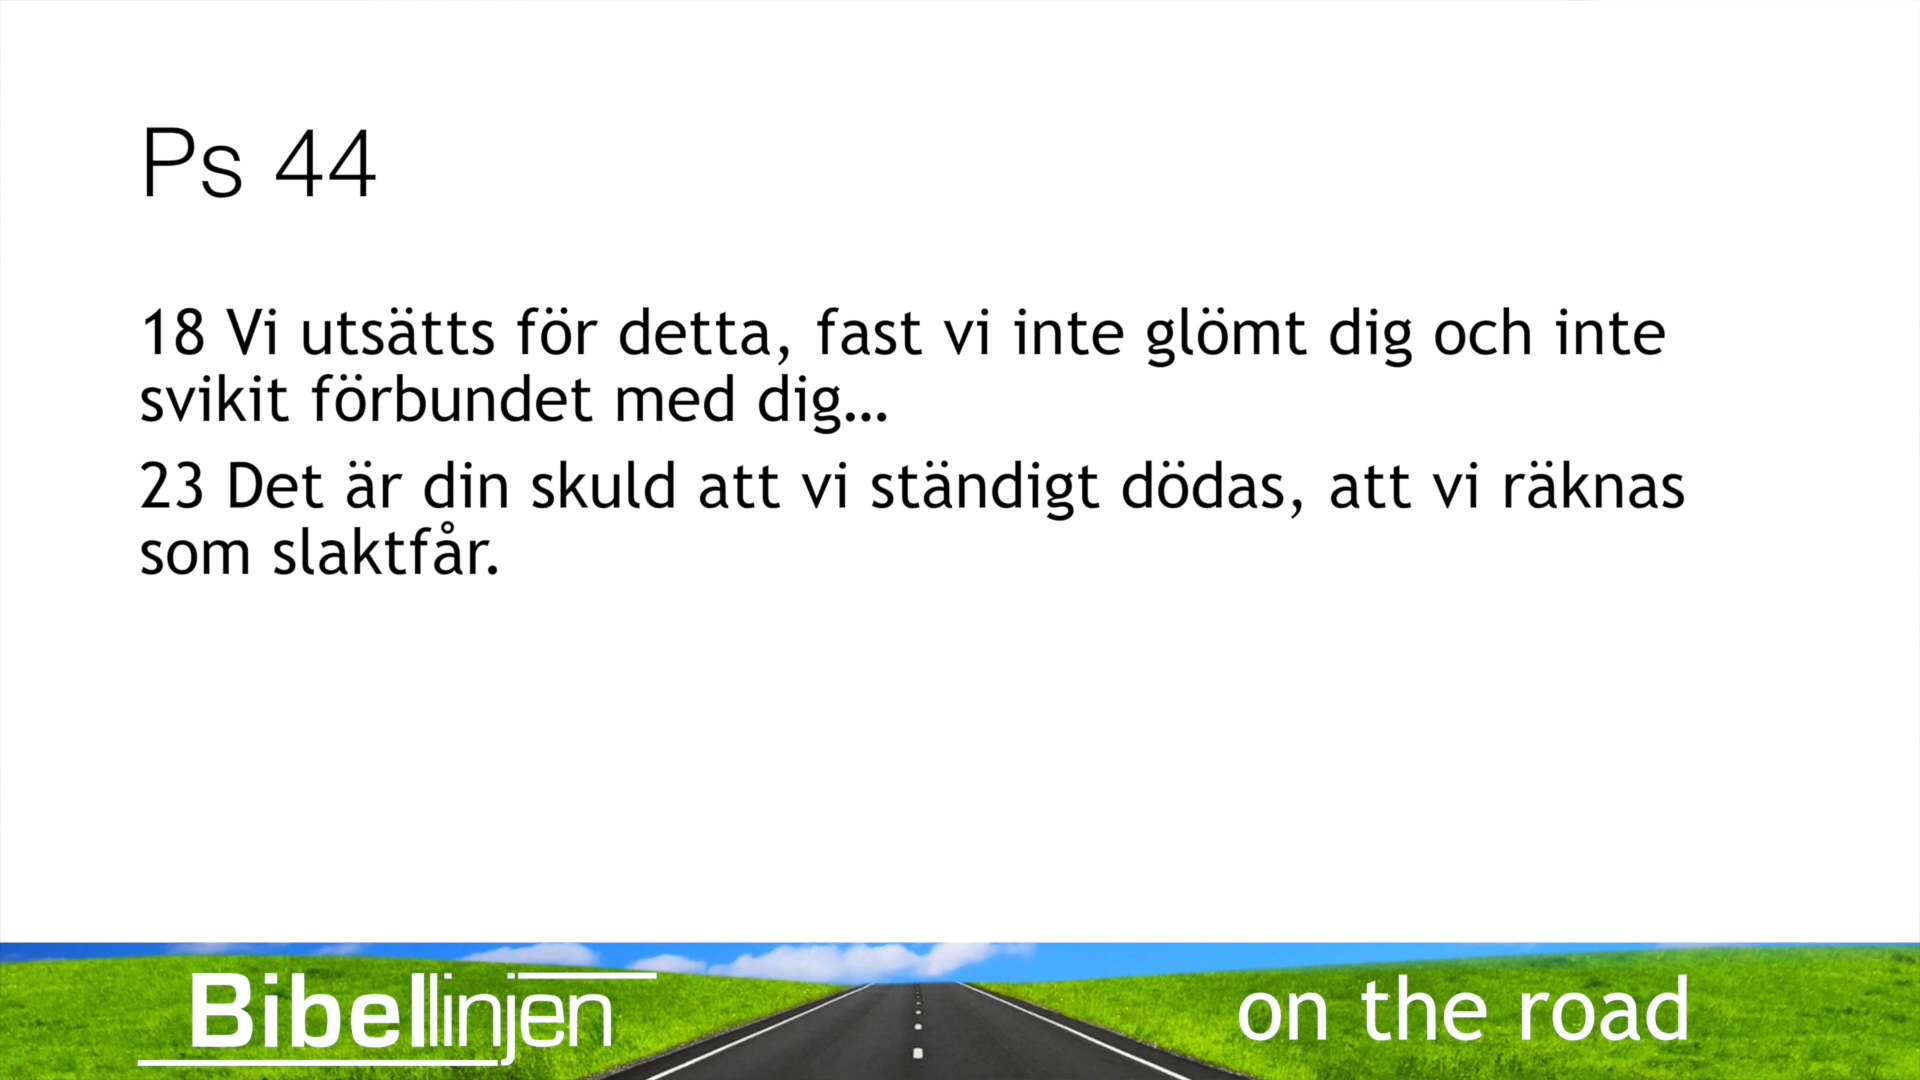 Ps 44
18 Vi utsätts för detta, fast vi inte glömt dig och inte
svikit förbundet med dig…
23 Det är din skuld att vi ständigt dödas, att vi räknas
som slaktfår.
Bibellinjen
on the road